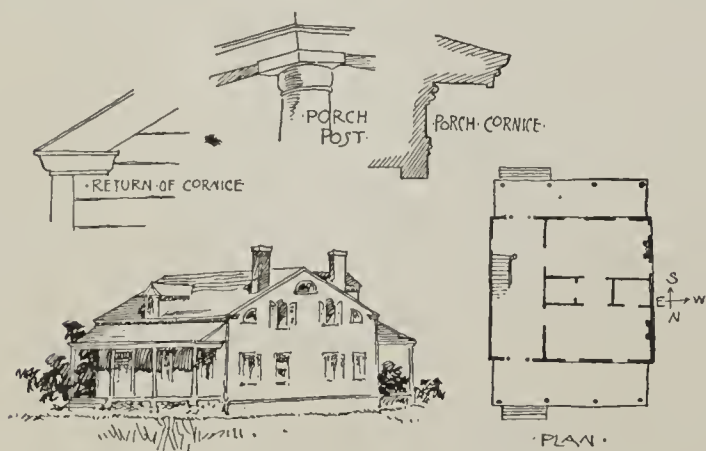 ·PORCH
POST·
PORCH·CORNICE·
·RETURN·OF CORNICE
S
E W
N
·PLAN·